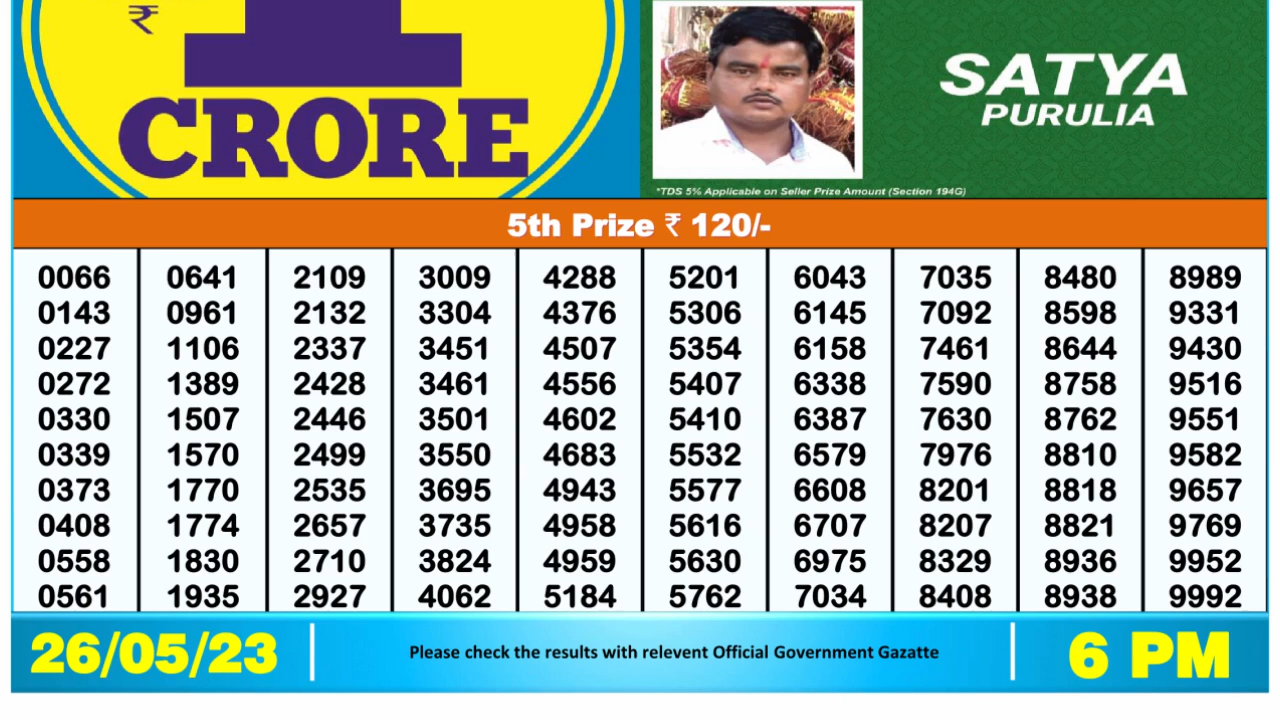 ₹
1
CRORE
SATYA
PURULIA
*TDS 5% Applicable on Seller Prize Amount (Section 194G)
5th Prize ₹ 120/-
0066 0641 2109 3009 4288 5201 6043 7035 8480 8989
0143 0961 2132 3304 4376 5306 6145 7092 8598 9331
0227 1106 2337 3451 4507 5354 6158 7461 8644 9430
0272 1389 2428 3461 4556 5407 6338 7590 8758 9516
0330 1507 2446 3501 4602 5410 6387 7630 8762 9551
0339 1570 2499 3550 4683 5532 6579 7976 8810 9582
0373 1770 2535 3695 4943 5577 6608 8201 8818 9657
0408 1774 2657 3735 4958 5616 6707 8207 8821 9769
0558 1830 2710 3824 4959 5630 6975 8329 8936 9952
0561 1935 2927 4062 5184 5762 7034 8408 8938 9992
26/05/23 Please check the results with relevent Official Government Gazatte 6 PM